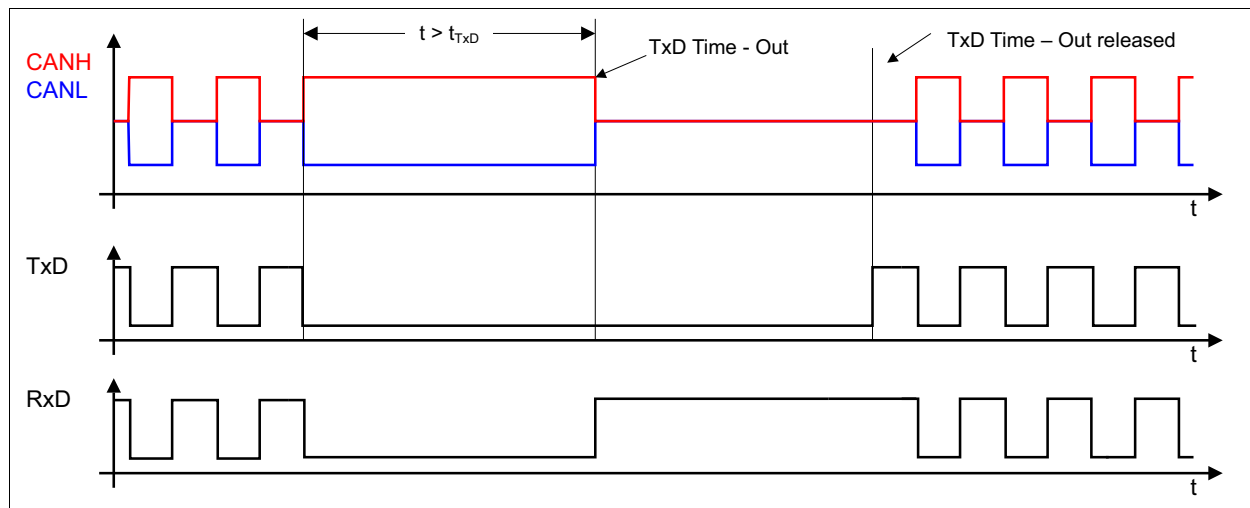 t > tTxD
TxD Time - Out
TxD Time – Out released
CANH
CANL
t
TxD
t
RxD
t